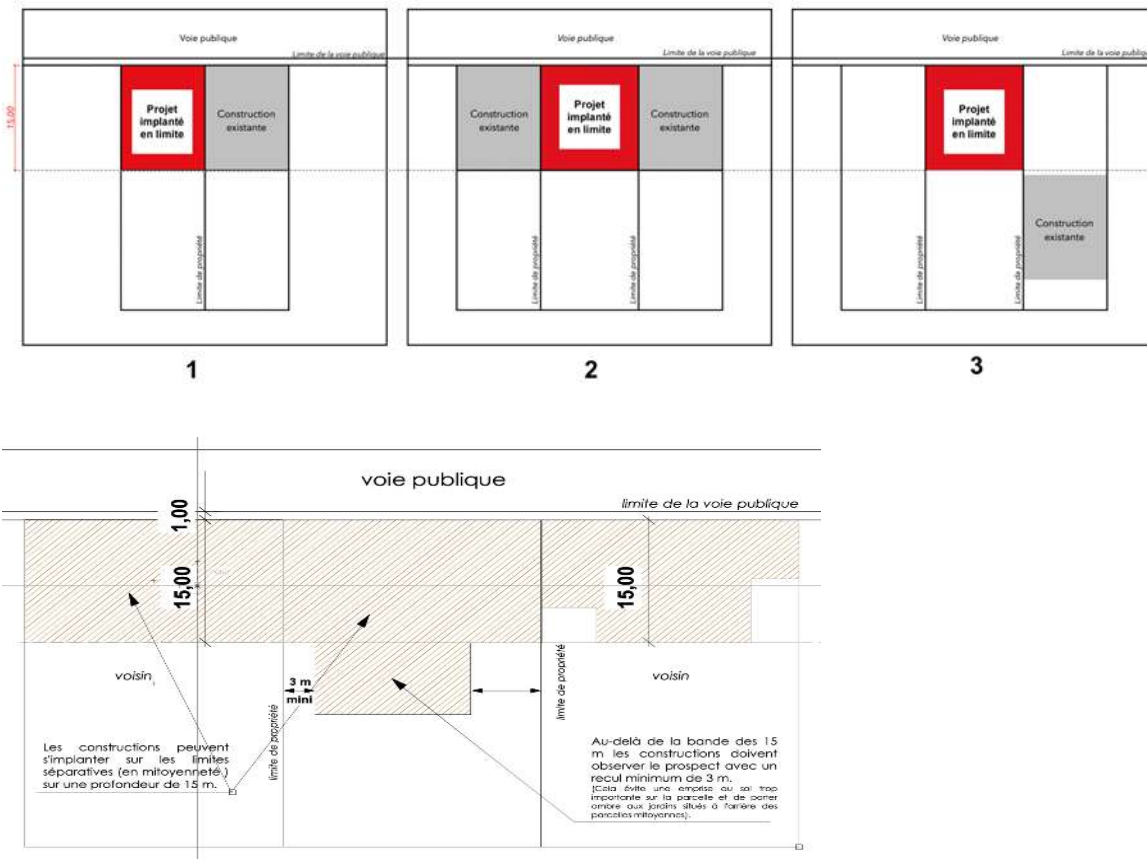 Voie publique
Limite de la voie publique
15,00
Projet
implanté
en limite
Construction
existante
Limite de propriété
1
Voie publique
Limite de la voie publique
Construction
existante
Projet
implanté
en limite
Construction
existante
Limite de propriété
Limite de propriété
2
Voie publique
Limite de la voie publiqu
Projet
implanté
en limite
Construction
existante
Limite de propriété
Limite de propriété
3
voie publique
limite de la voie publique
1,00
15,00
15,00
voisin
3 m
mini
limite de propriété
limite de propriété
voisin
Les constructions peuvent
s'implanter sur les limites
séparatives (en mitoyenneté)
sur une profondeur de 15 m.
Au-delà de la bande des 15
m les constructions doivent
observer le prospect avec un
recul minimum de 3 m.
(Cela évite une emprise au sol trop
importante sur la parcelle et de porter
ombre aux jardins situés à l'arrière des
parcelles mitoyennes).